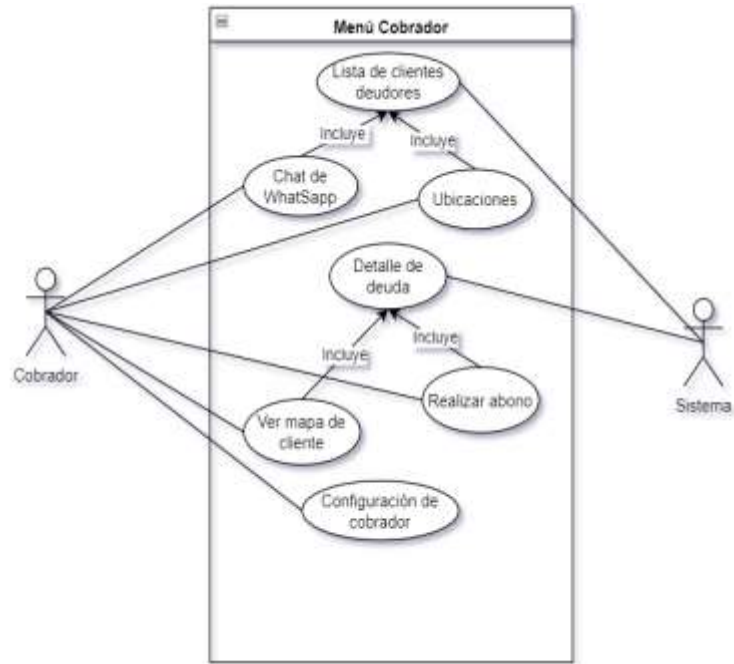 Menú Cobrador
Lista de clientes
deudores
Incluye
Incluye
Chat de
WhatSapp
Ubicaciones
Detalle de
deuda
Cobrador
Sistema
Incluye
Incluye
Ver mapa de
cliente
Realizar abono
Configuración de
cobrador